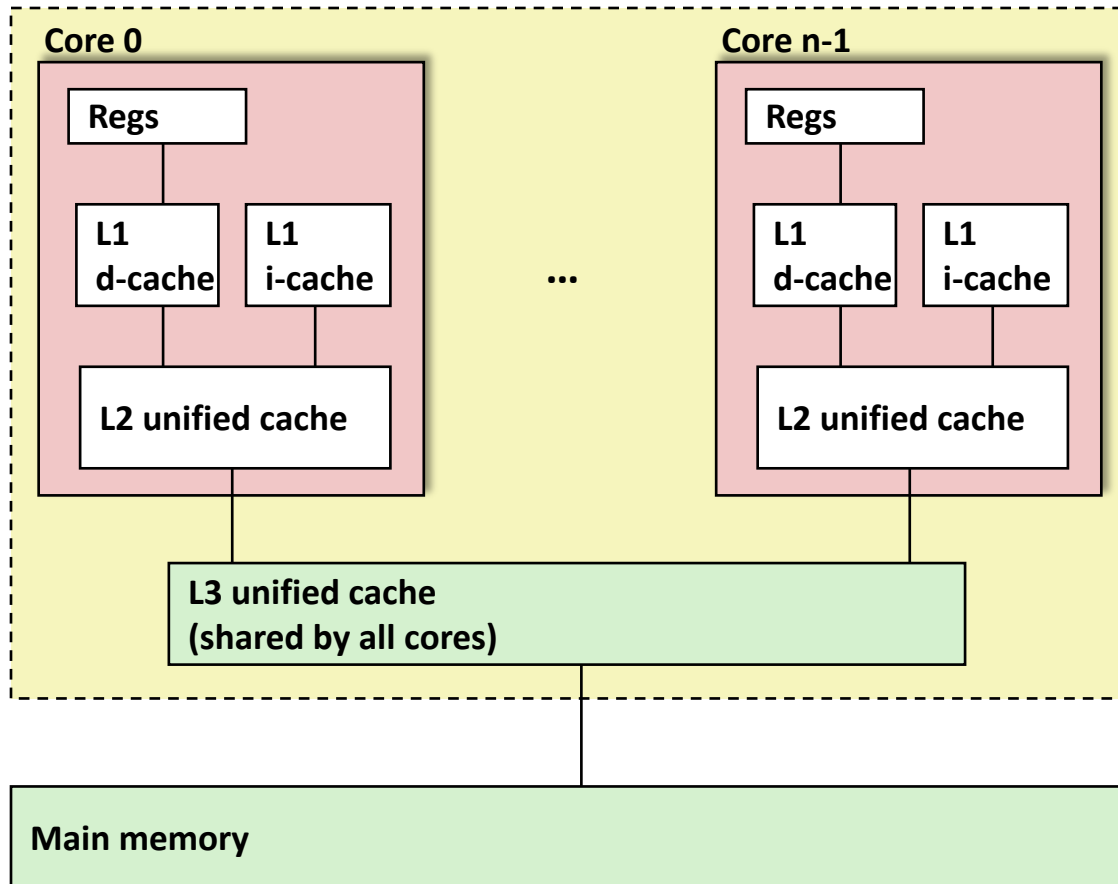 Core 0
Regs
L1
d-cache
L1
i-cache
L2 unified cache
...
Core n-1
Regs
L1
d-cache
L1
i-cache
L2 unified cache
L3 unified cache
(shared by all cores)
Main memory